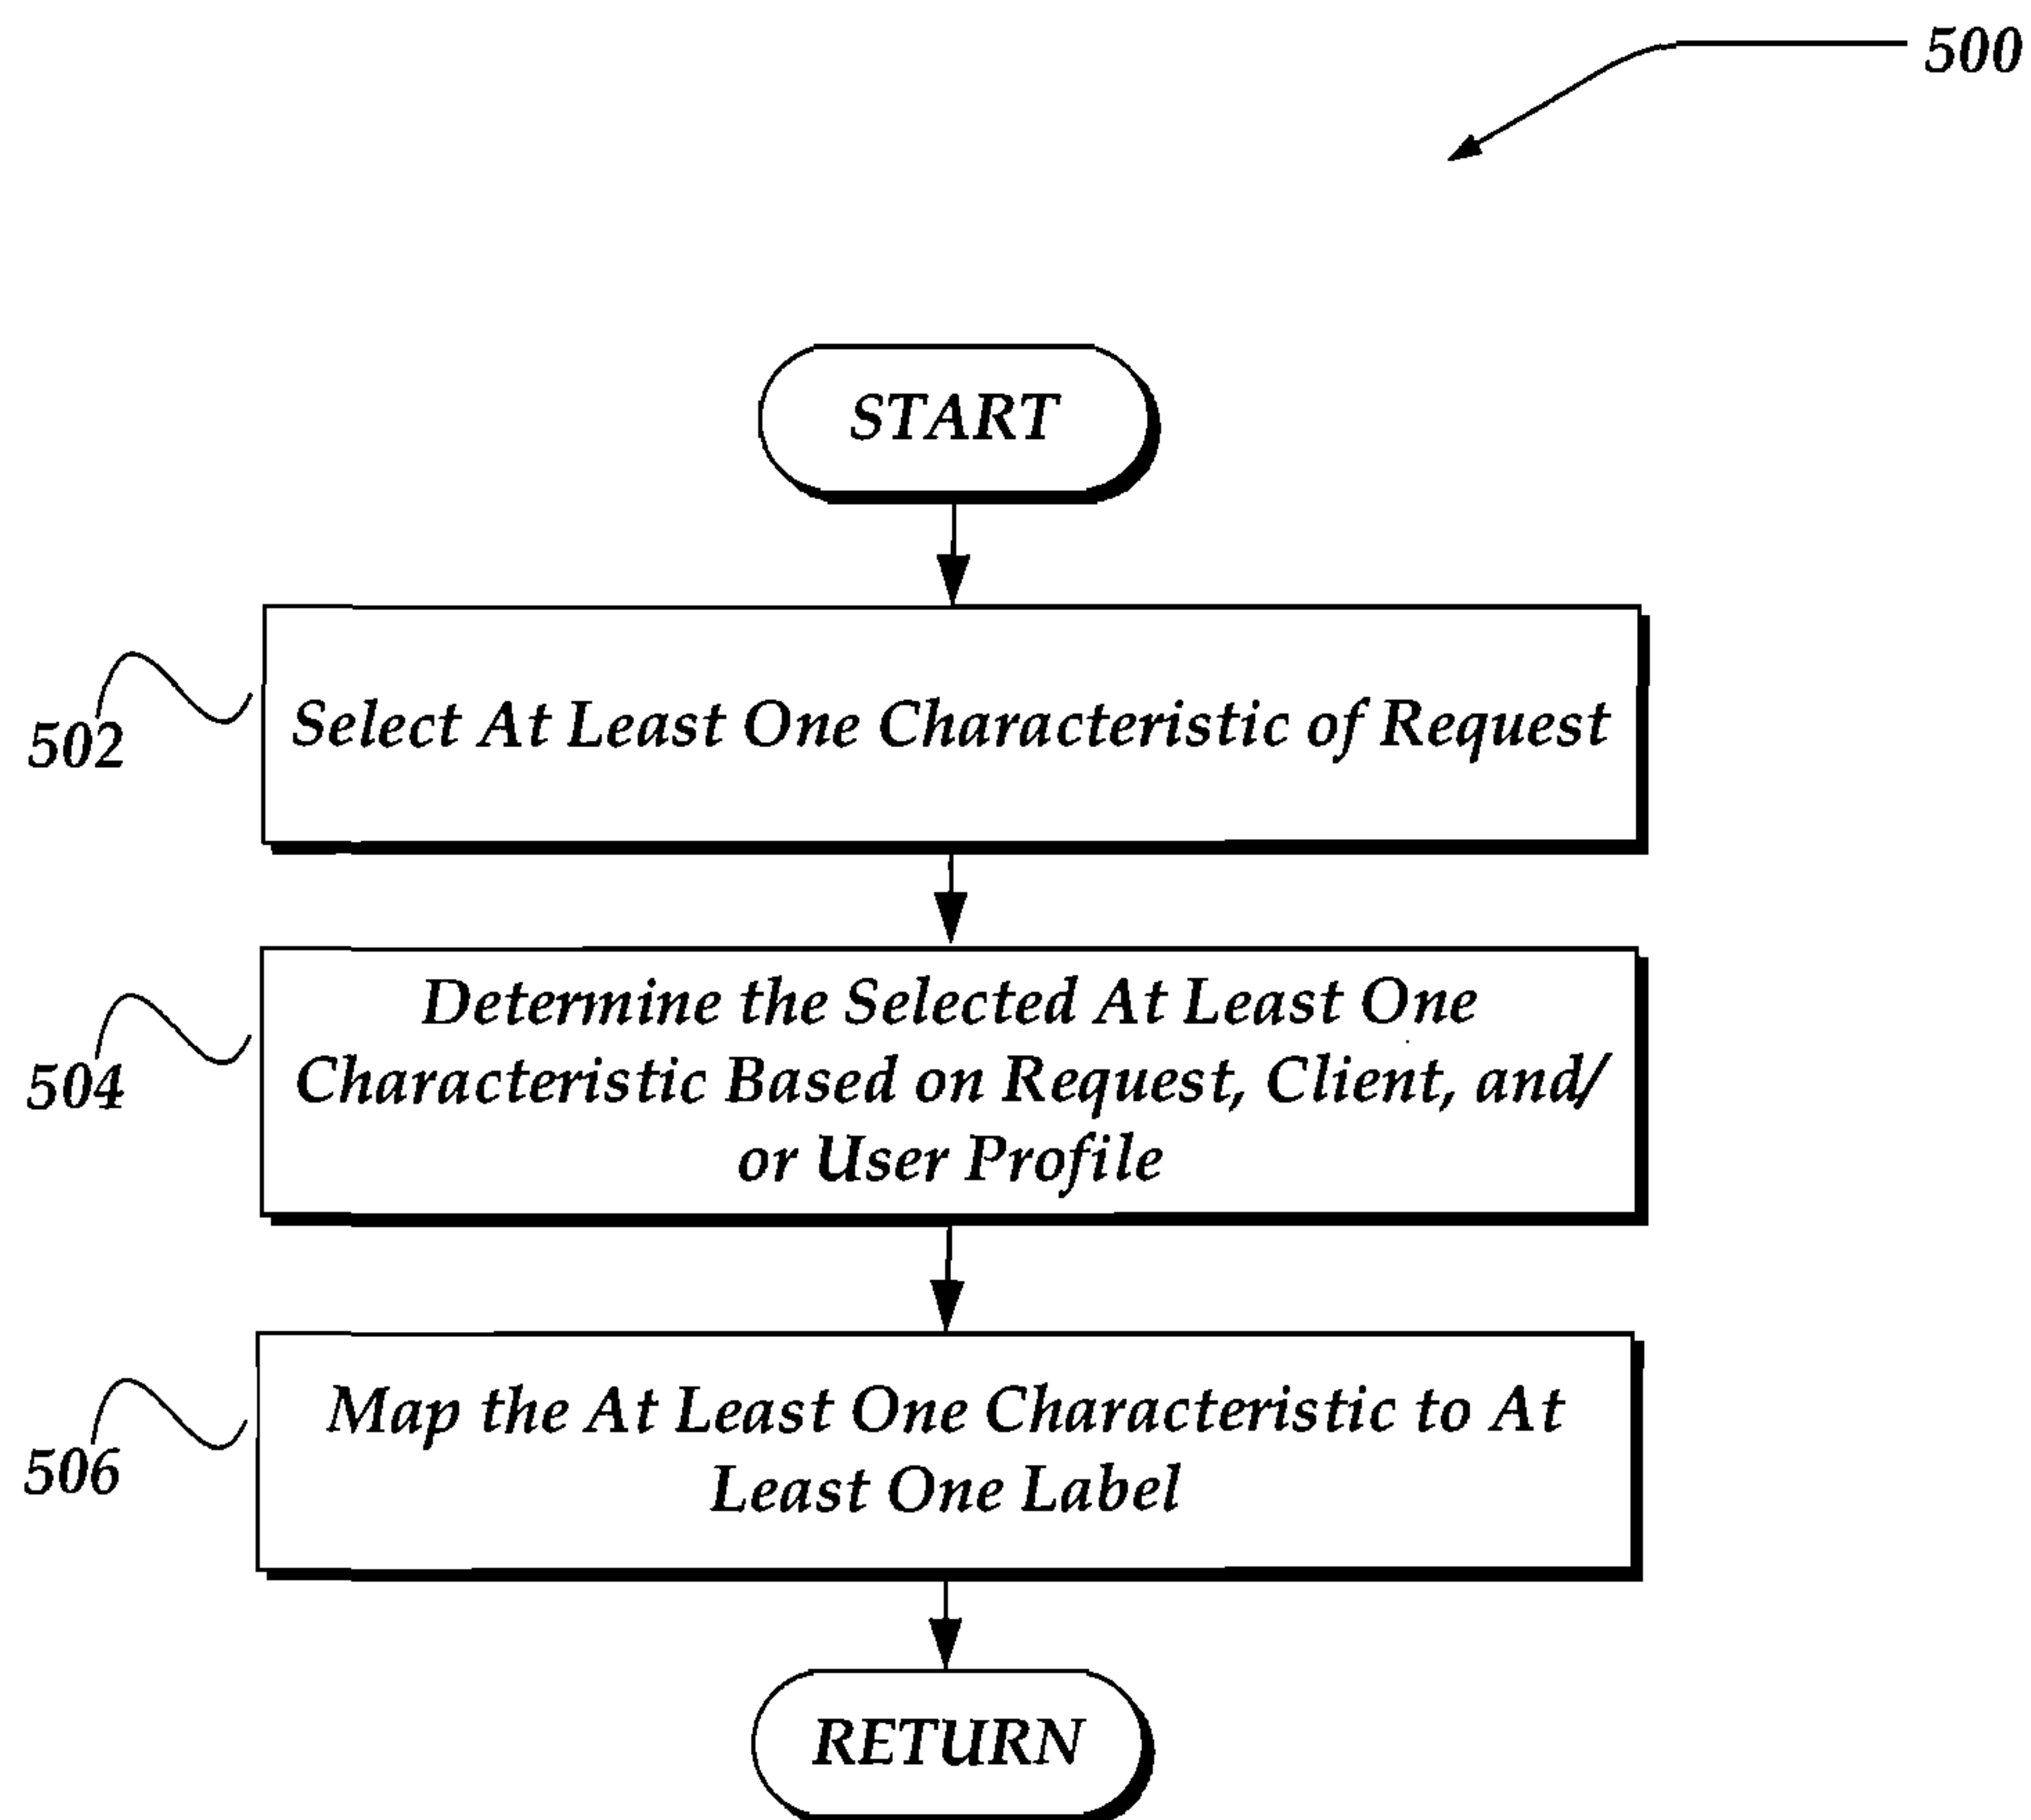 500
START
502
Select At Least One Characteristic of Request
504
Determine the Selected At Least One
Characteristic Based on Request, Client, and/
or User Profile
506
Map the At Least One Characteristic to At
Least One Label
RETURN